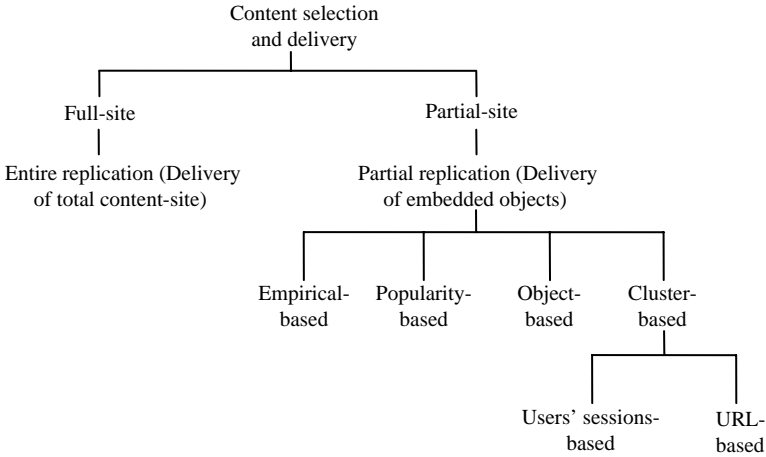 Content selection
and delivery
Full-site
Partial-site
Entire replication (Delivery
of total content-site)
Partial replication (Delivery
of embedded objects)
Empirical-
based
Popularity-
based
Object-
based
Cluster-
based
Users' sessions-
based
URL-
based